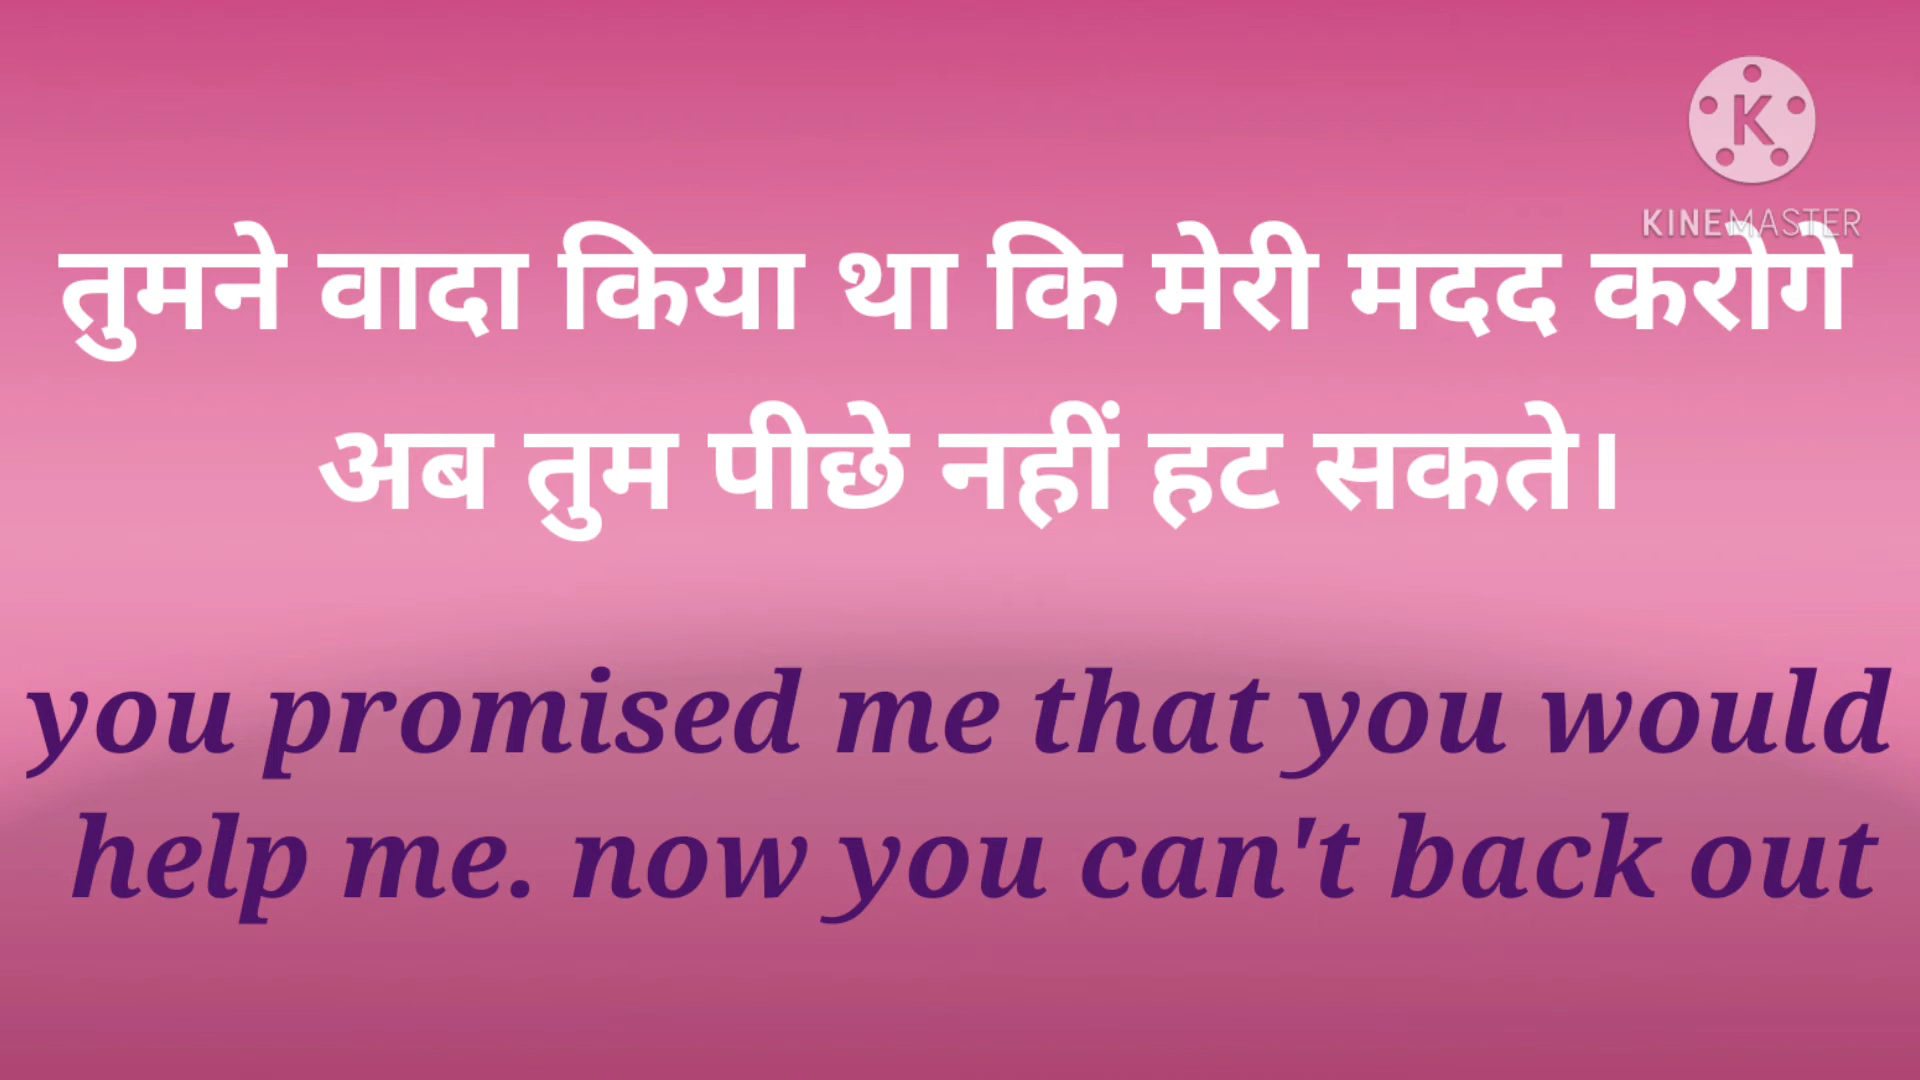 KINEMASTER
तुमने वादा किया था कि मेरी मदद करोगे
अब तुम पीछे नहीं हट सकते।
you promised me that you would
help me. now you can't back out